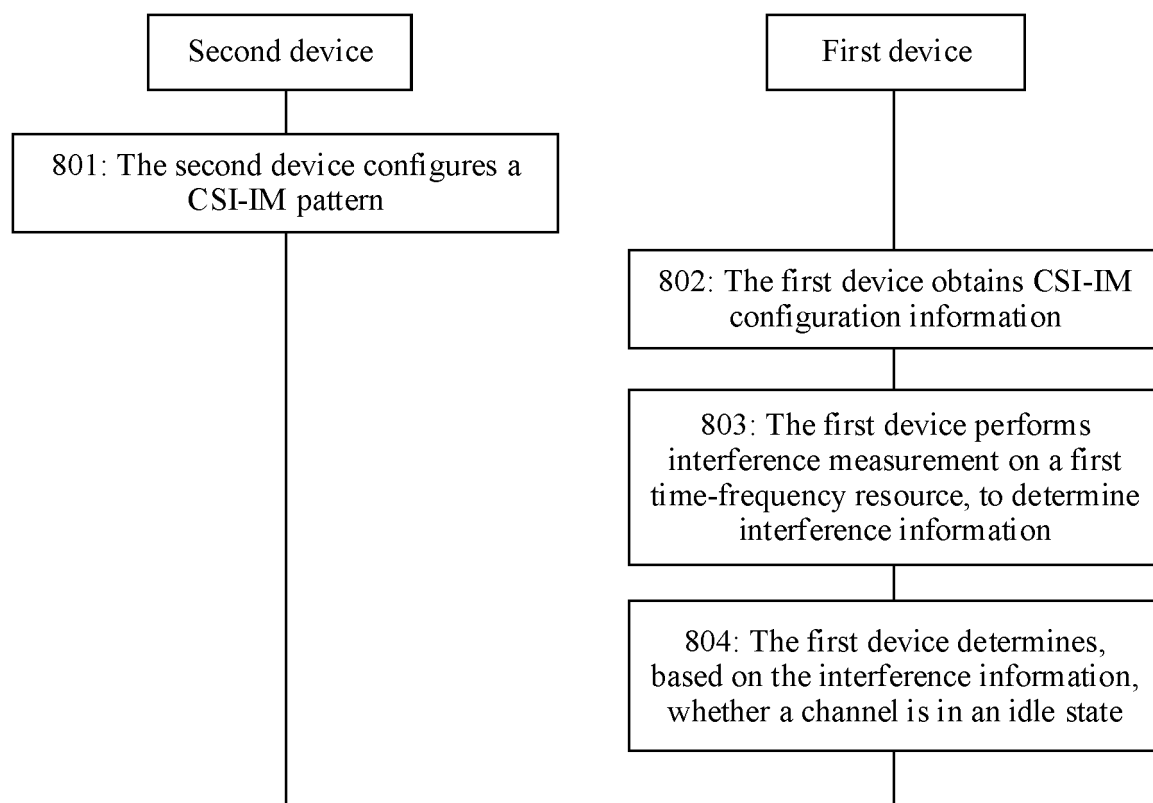 Second device
First device
801: The second device configures a
CSI-IM pattern
802: The first device obtains CSI-IM
configuration information
803: The first device performs
interference measurement on a first
time-frequency resource, to determine
interference information
804: The first device determines,
based on the interference information,
whether a channel is in an idle state